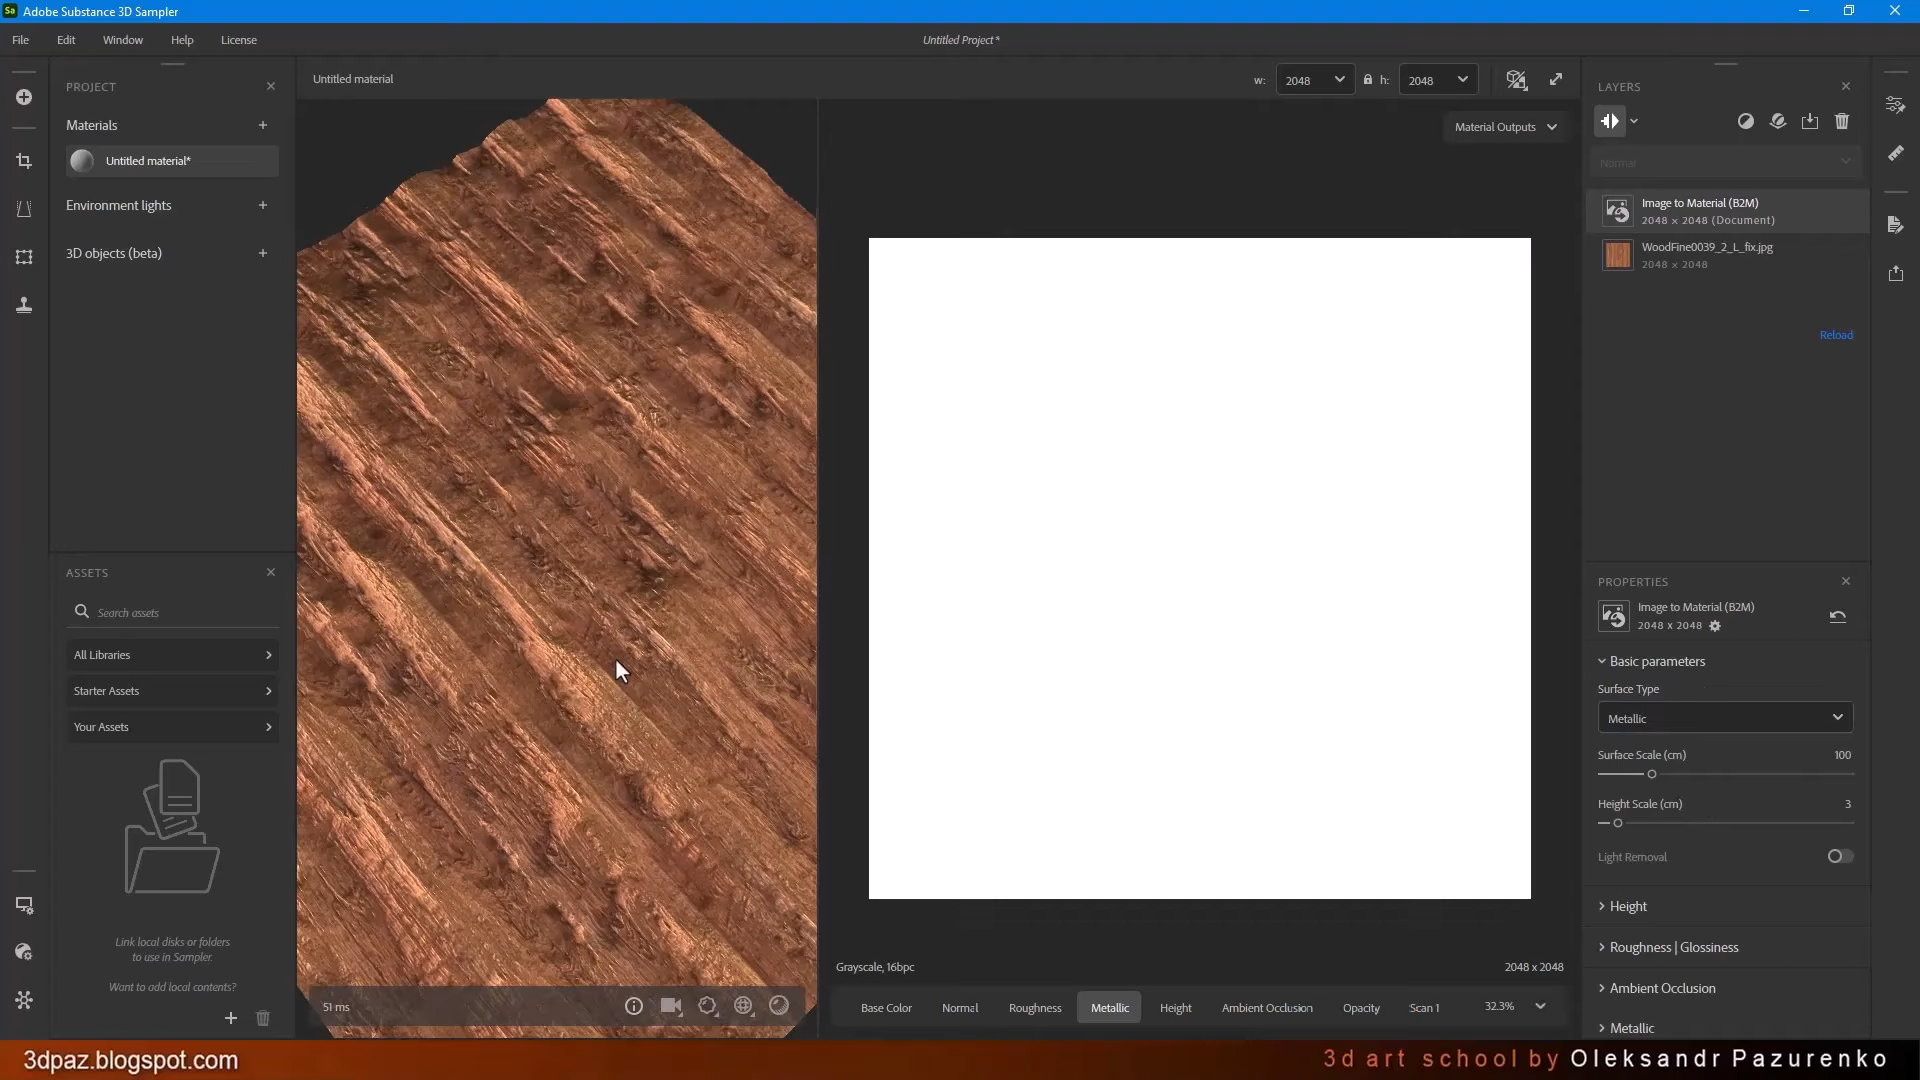 Sa Adobe Substance 3D Sampler
File Edit Window Help License
Untitled Project*
PROJECT
Materials
Untitled material*
Environment lights
3D objects (beta)
ASSETS
Search assets
All Libraries
Starter Assets
Your Assets
Link local disks or folders
to use in Sampler.
Want to add local contents?
Untitled material
w: 2048 h: 2048
Material Outputs
51 ms
Grayscale, 16bpc
2048 x 2048
Base Color Normal Roughness Metallic Height Ambient Occlusion Opacity Scan 1 32.3%
LAYERS
Normal
Image to Material (B2M)
2048 × 2048 (Document)
WoodFine0039_2_L_fix.jpg
2048 × 2048
Reload
PROPERTIES
Image to Material (B2M)
2048 x 2048
Basic parameters
Surface Type
Metallic
Surface Scale (cm) 100
Height Scale (cm) 3
Light Removal
Height
Roughness | Glossiness
Ambient Occlusion
Metallic
3dpaz.blogspot.com
3d art school by Oleksandr Pazurenko